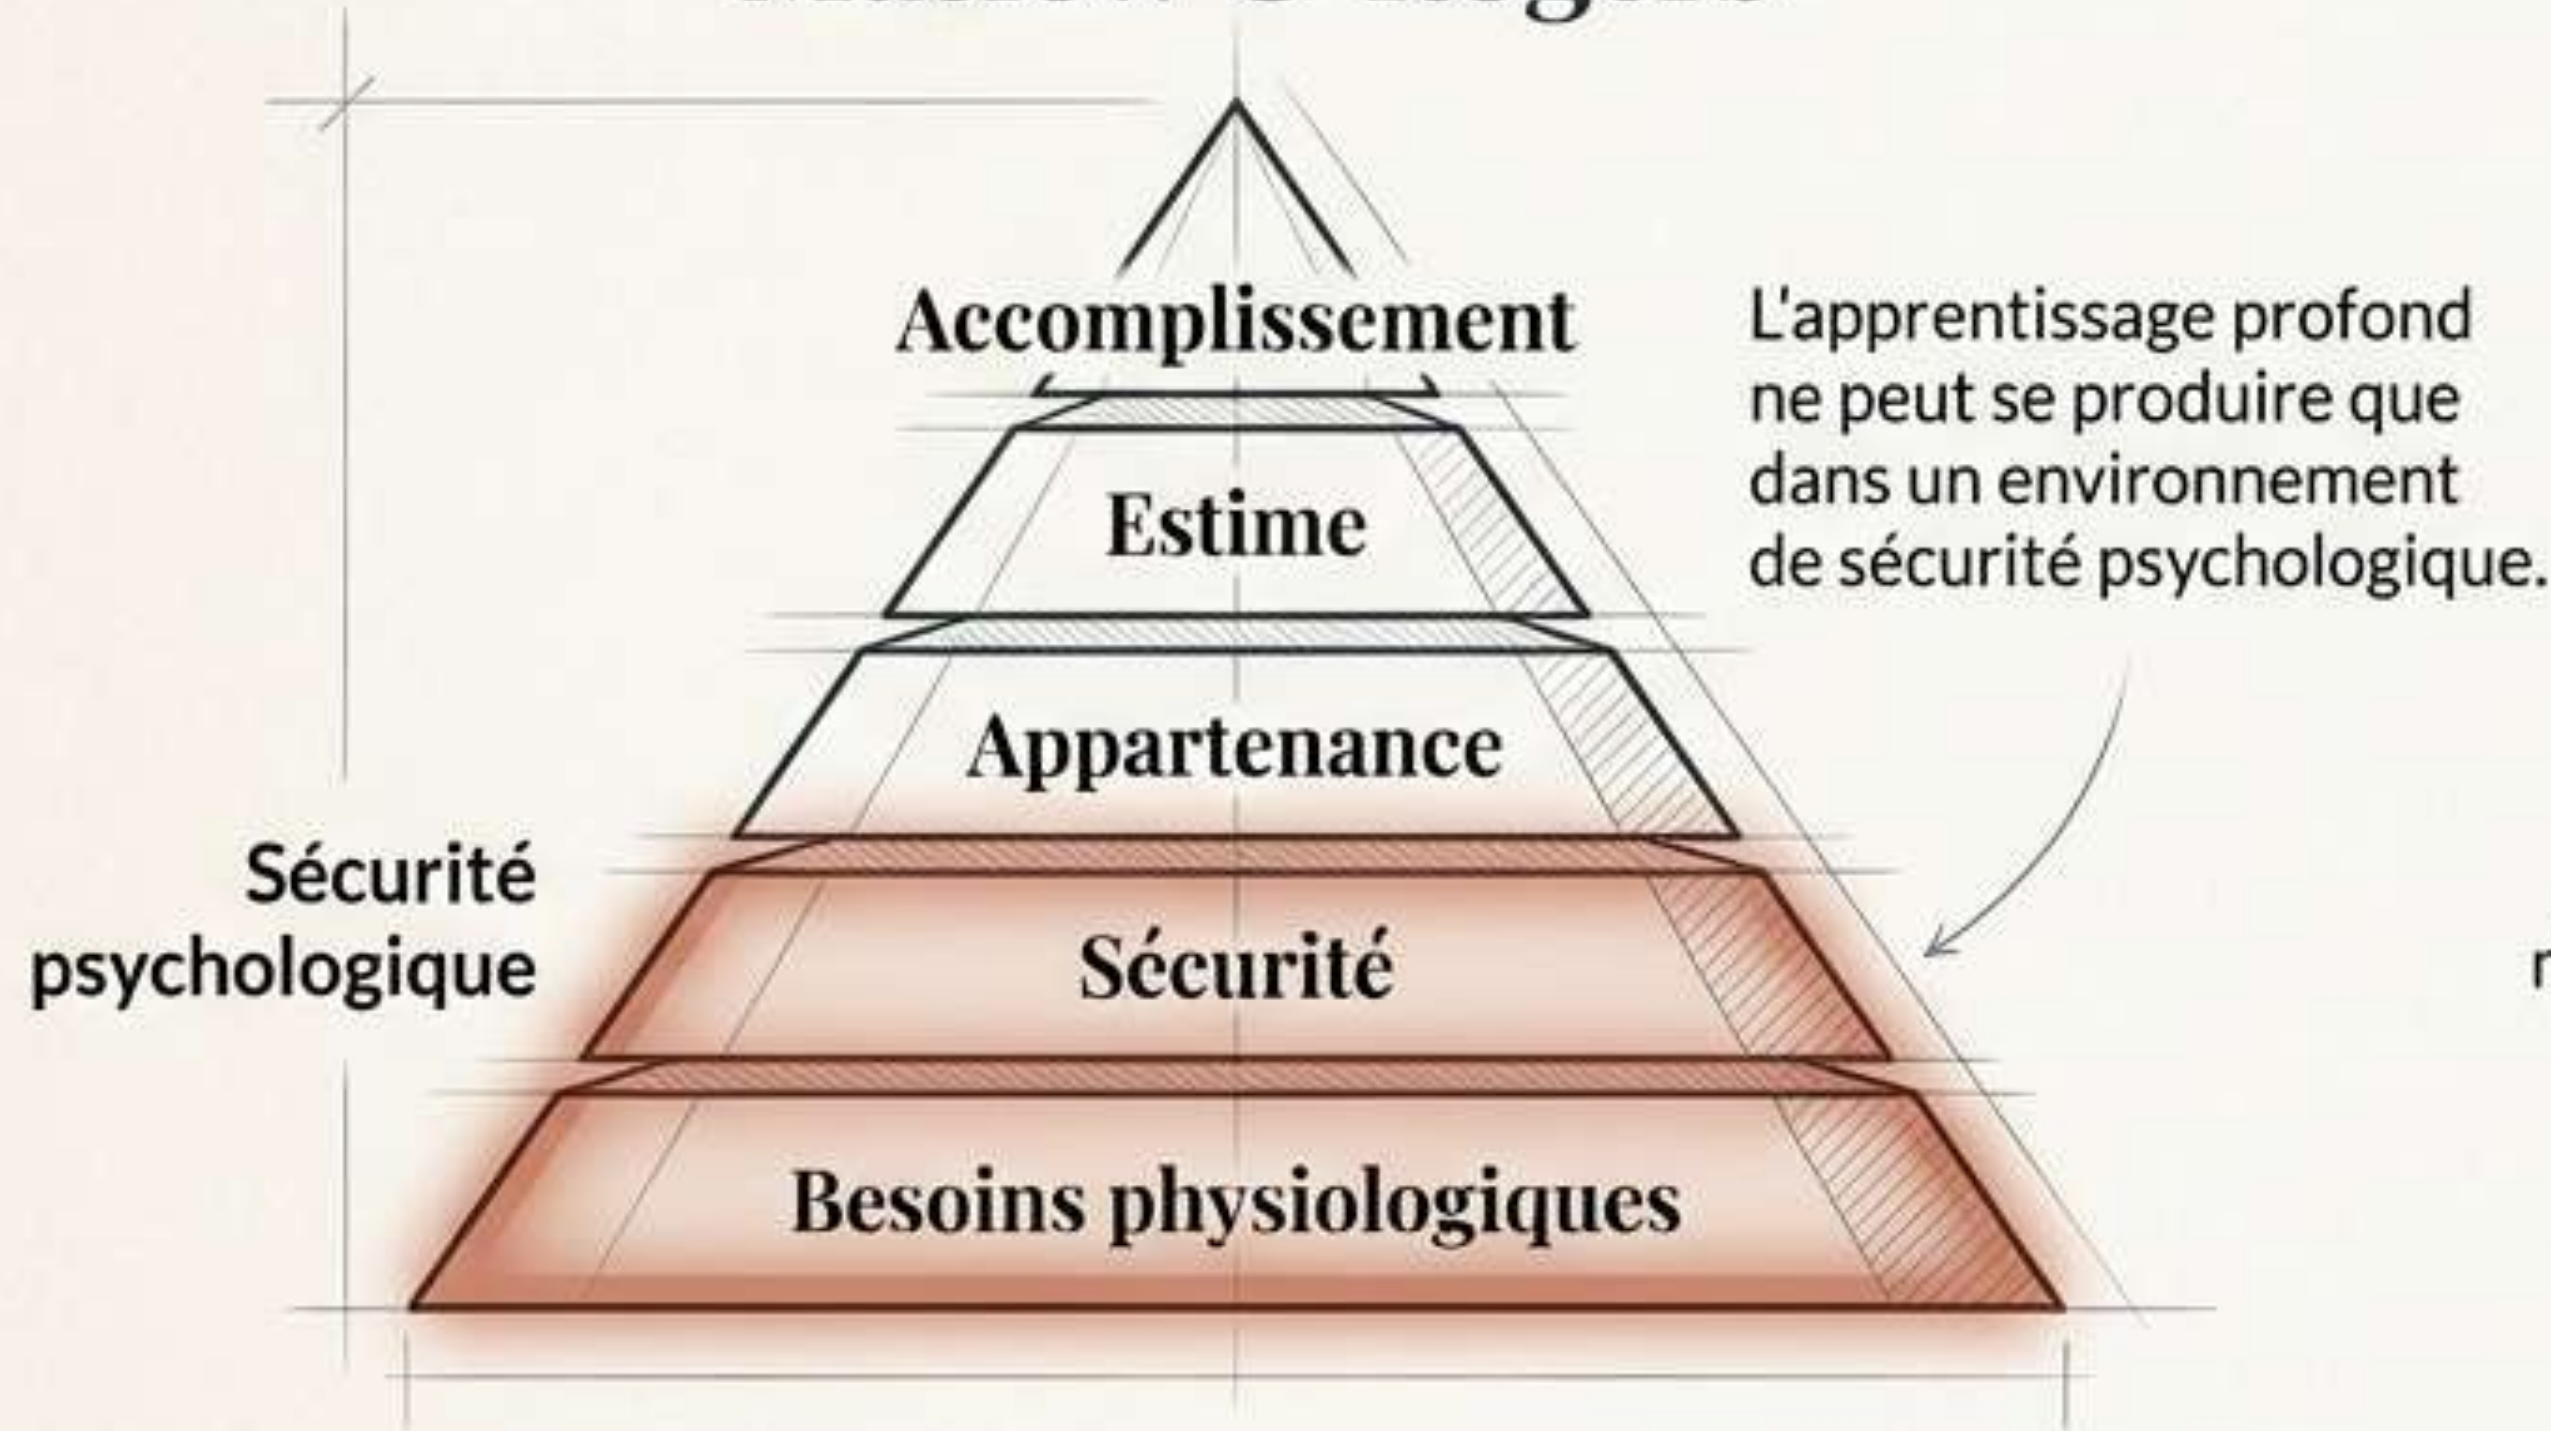 Accomplissement
L'apprentissage profond
ne peut se produire que
dans un environnement
de sécurité psychologique.
Estime
Appartenance
Sécurité
psychologique
Sécurité
Besoins physiologiques